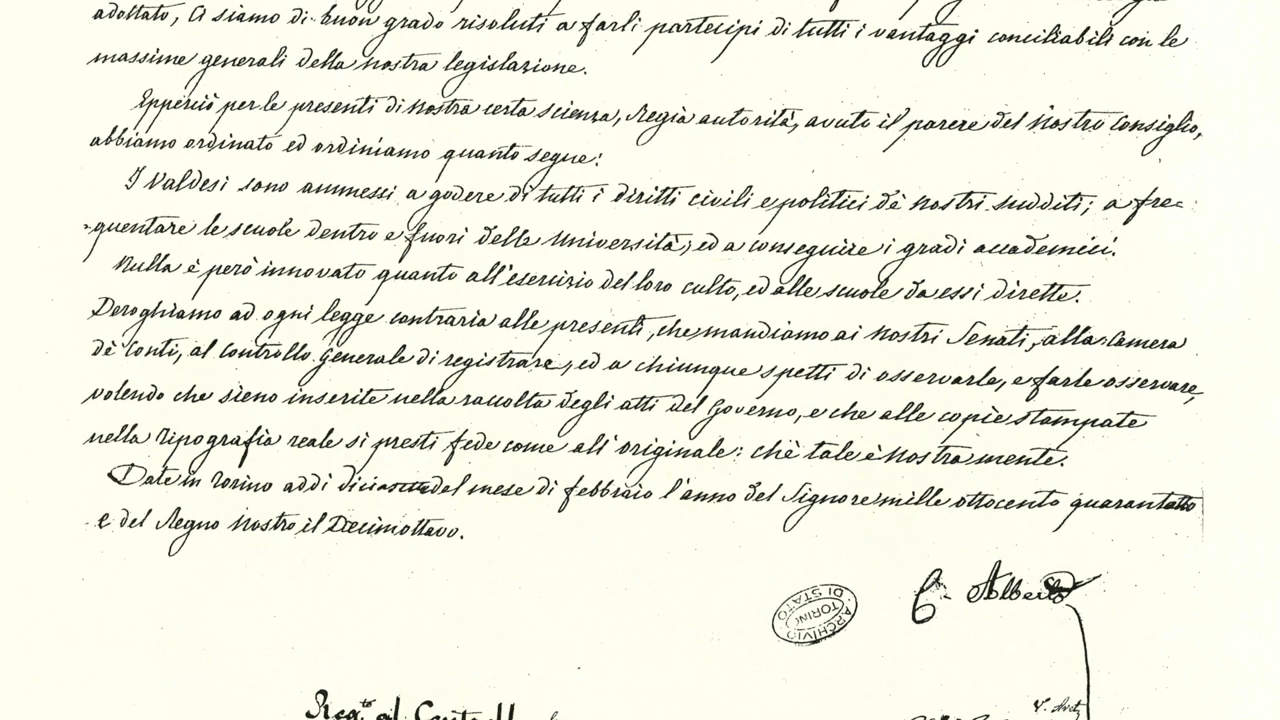 adottato, Ci siamo di buon grado risoluti a farli partecipi di tutti i vantaggi conciliabili con le
massime generali della nostra legislazione.
Epperciò per le presenti di nostra certa scienza, Regia autorità, avuto il parere del Nostro Consiglio,
abbiamo ordinato ed ordiniamo quanto segue:
I Valdesi sono ammessi a godere di tutti i diritti civili e politici de' Nostri sudditi; a fre=
=quentare le scuole dentro e fuori delle Università; ed a conseguire i gradi accademici.
Nulla è però innovato quanto all'esercizio del loro culto, ed alle scuole da essi dirette.
Deroghiamo ad ogni legge contraria alle presenti, che mandiamo ai Nostri Senati, alla Camera
de' Conti, al Controllo Generale di registrare, ed a chiunque spetti di osservarle, e farle osservare,
volendo che sieno inserite nella raccolta degli atti del Governo, e che alle copie stampate
nella Tipografia reale si presti fede come all'originale: chè tale è Nostra mente.
Date in Torino addì diciassette del mese di febbraio l'anno del Signore mille ottocento quarantotto
e del Regno Nostro il Decimottavo.
C. Alberto
ARCHIVIO DI STATO
TORINO
Reg.to al Controllo